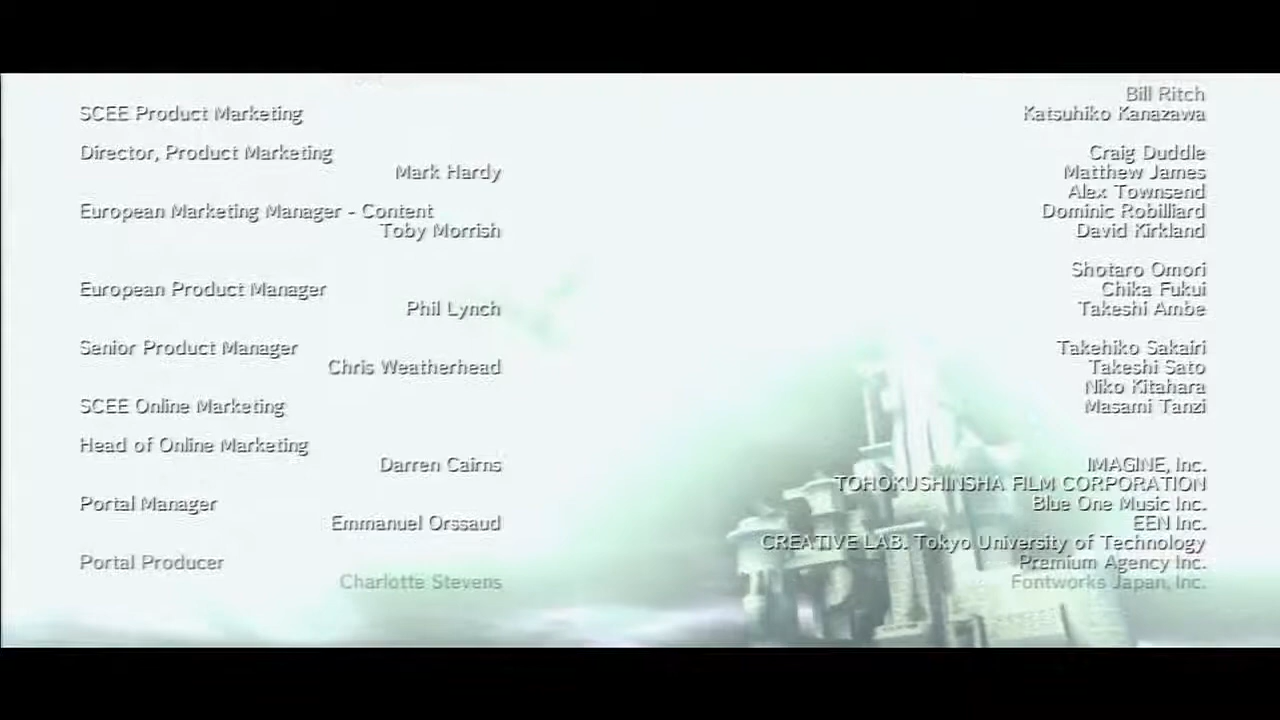 SCEE Product Marketing
Director, Product Marketing
Mark Hardy
European Marketing Manager - Content
Toby Morrish
European Product Manager
Phil Lynch
Senior Product Manager
Chris Weatherhead
SCEE Online Marketing
Head of Online Marketing
Darren Cairns
Portal Manager
Emmanuel Orssaud
Portal Producer
Charlotte Stevens
Bill Ritch
Katsuhiko Kanazawa
Craig Duddle
Matthew James
Alex Townsend
Dominic Robilliard
David Kirkland
Shotaro Omori
Chika Fukui
Takeshi Ambe
Takehiko Sakairi
Takeshi Sato
Niko Kitahara
Masami Tanzi
IMAGINE, Inc.
TOHOKUSHINSHA FILM CORPORATION
Blue One Music Inc.
EEN Inc.
CREATIVE LAB. Tokyo University of Technology
Premium Agency Inc.
Fontworks Japan, Inc.